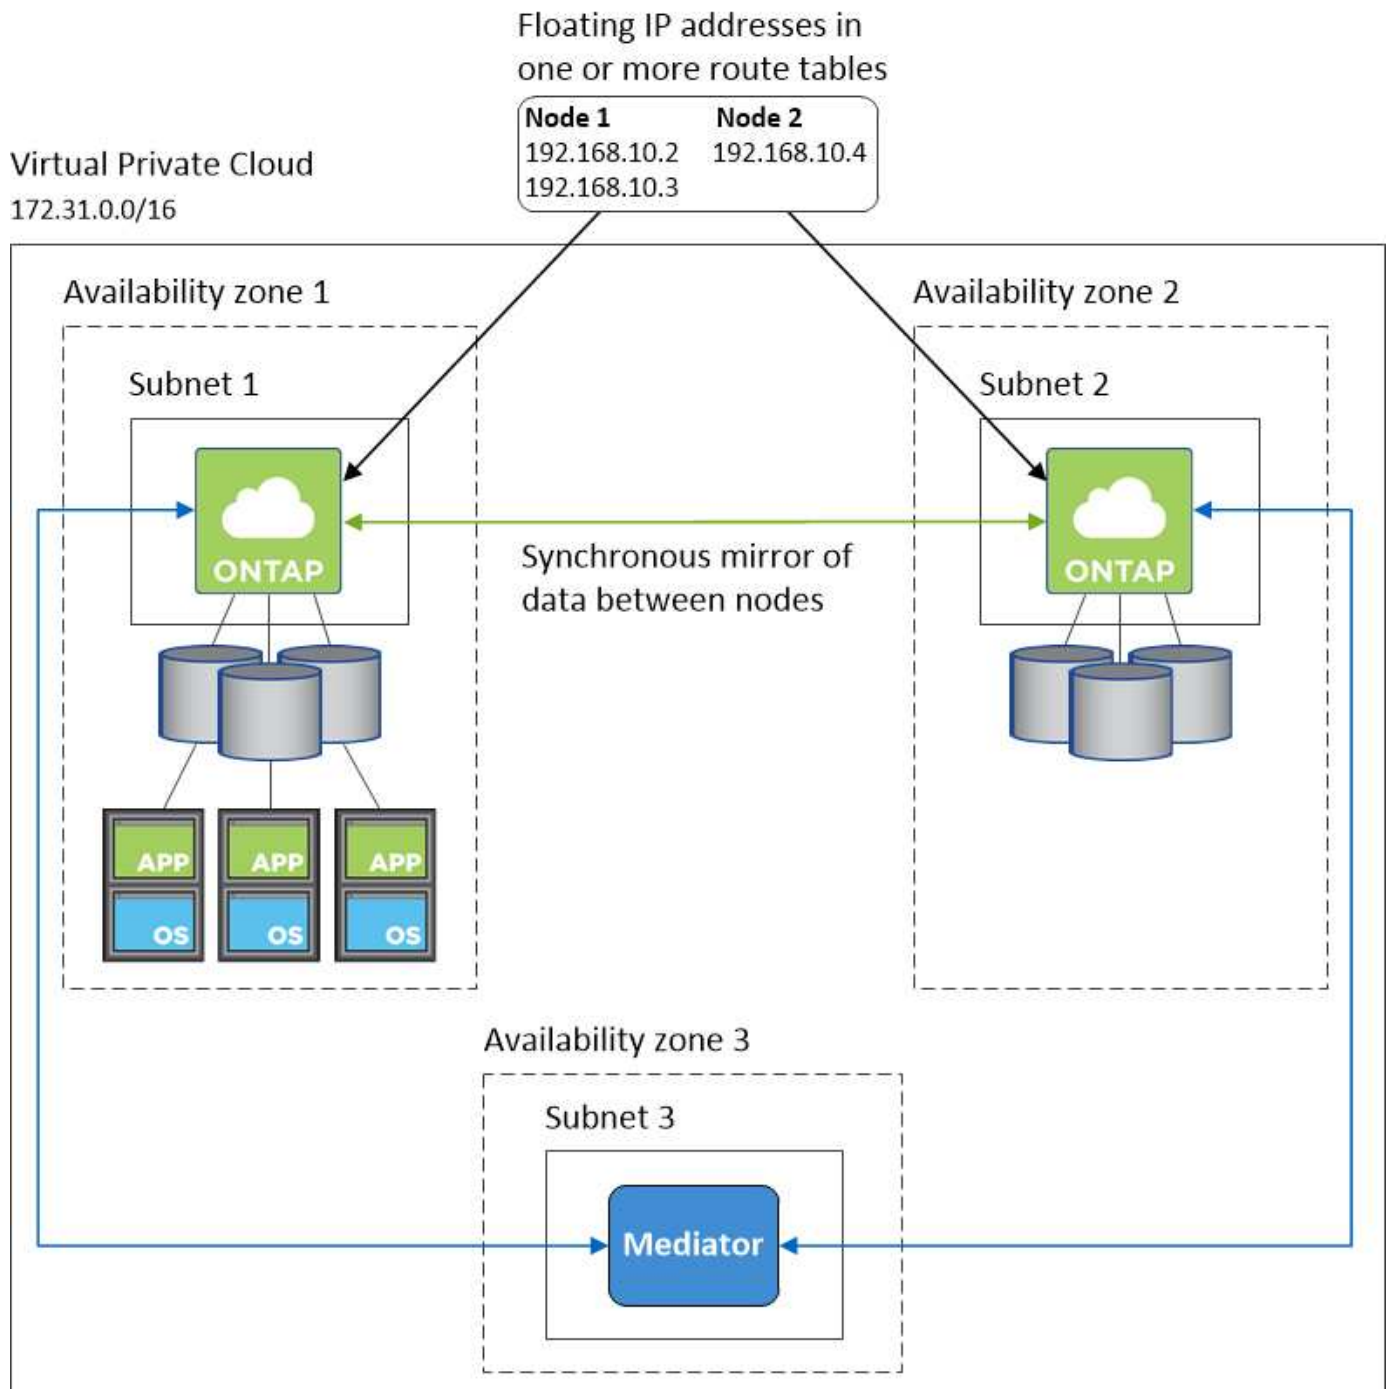 Floating IP addresses in
one or more route tables
Node 1 Node 2
192.168.10.2 192.168.10.4
192.168.10.3
Virtual Private Cloud
172.31.0.0/16
Availability zone 1
Availability zone 2
Subnet 1
Subnet 2
ONTAP
ONTAP
Synchronous mirror of
data between nodes
APP APP APP
OS OS OS
Availability zone 3
Subnet 3
Mediator